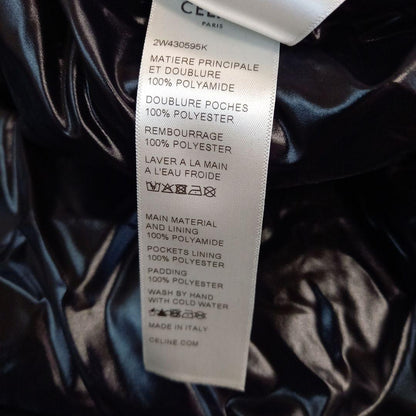 CELINE
PARIS
2W430595K
MATIERE PRINCIPALE
ET DOUBLURE
100% POLYAMIDE
DOUBLURE POCHES
100% POLYESTER
REMBOURRAGE
100% POLYESTER
LAVER A LA MAIN
A L'EAU FROIDE
MAIN MATERIAL
AND LINING
100% POLYAMIDE
POCKETS LINING
100% POLYESTER
PADDING
100% POLYESTER
WASH BY HAND
WITH COLD WATER
MADE IN ITALY
CELINE.COM